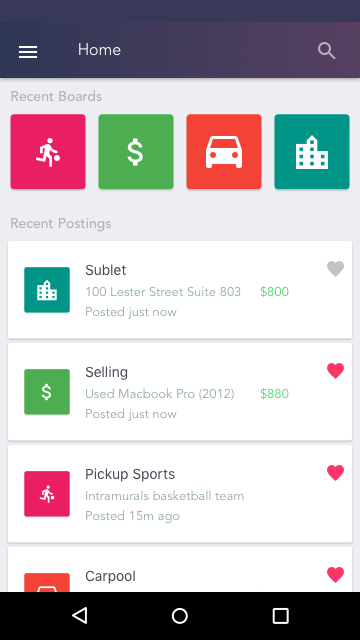 Home
Recent Boards
$
Recent Postings
Sublet
100 Lester Street Suite 803 $800
Posted just now
$
Selling
Used Macbook Pro (2012) $880
Posted just now
Pickup Sports
Intramurals basketball team
Posted 15m ago
Carpool